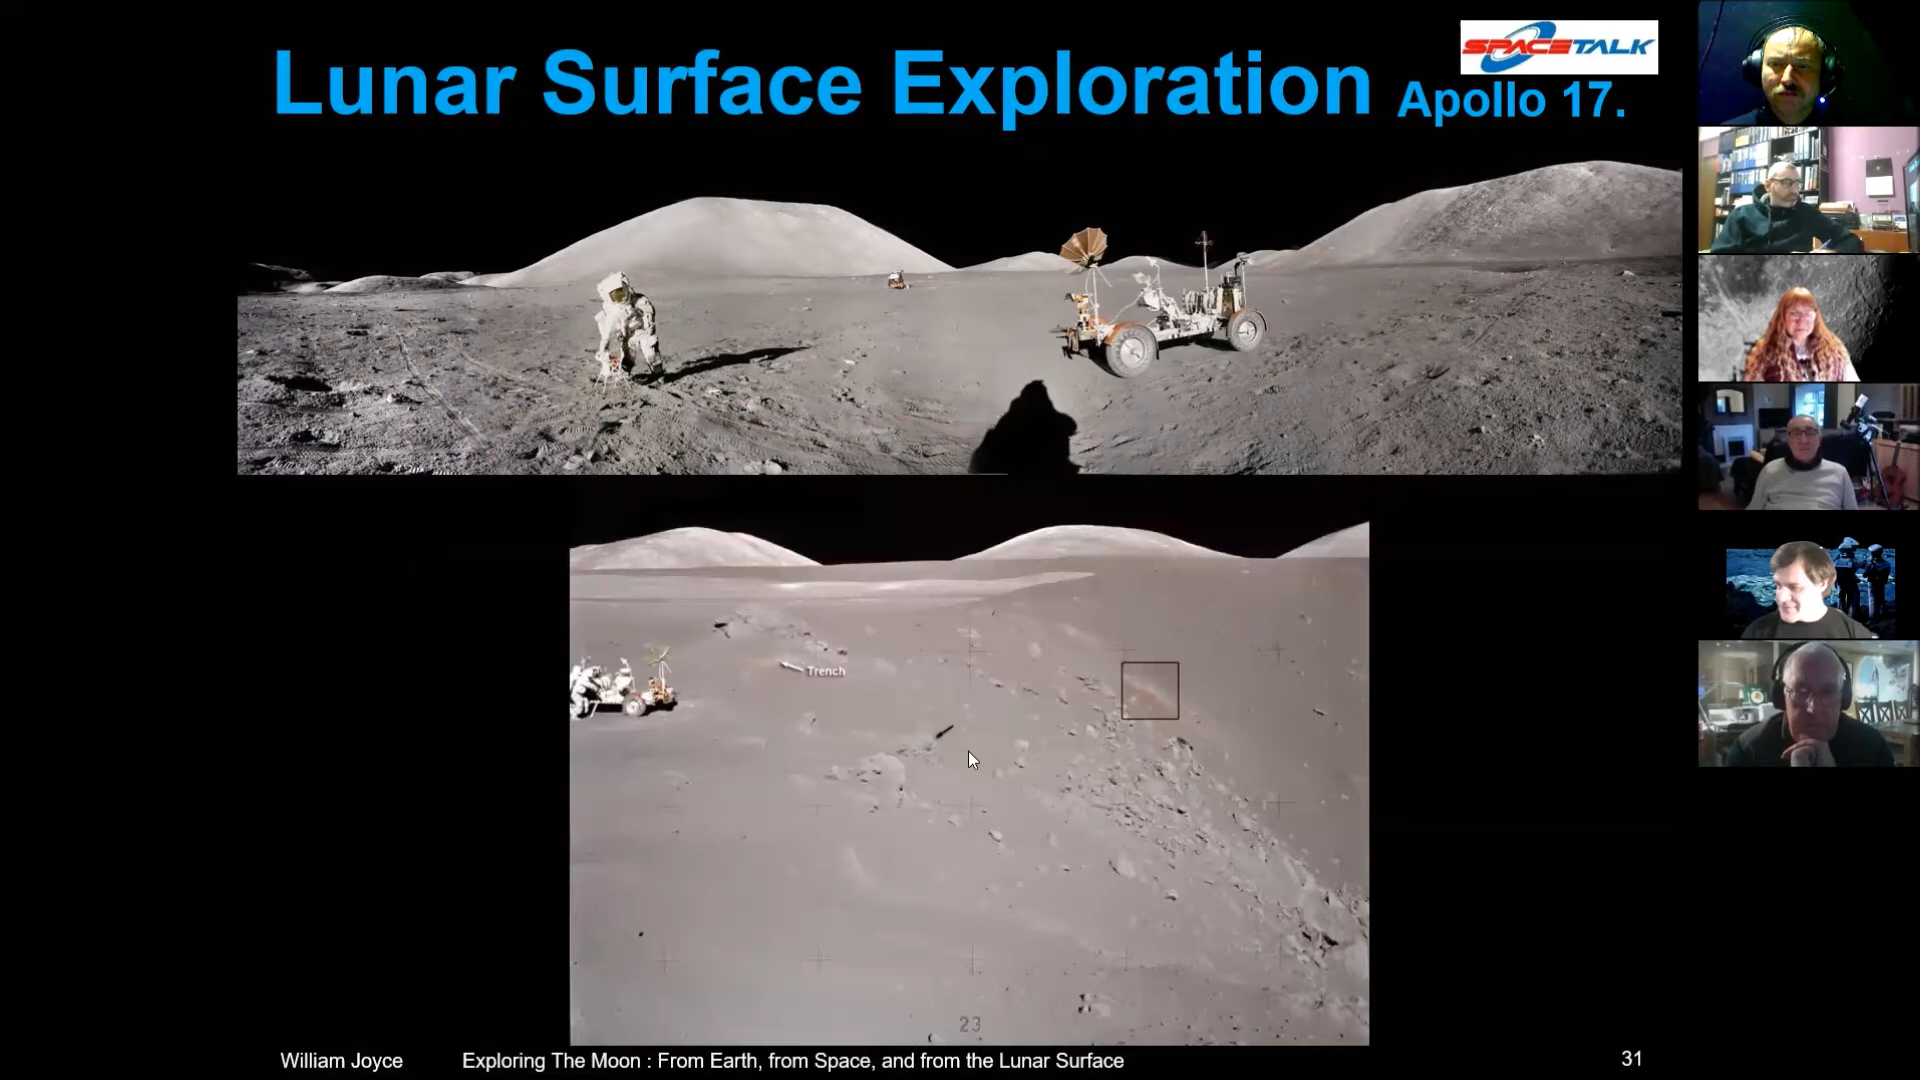 SPACETALK
Lunar Surface Exploration Apollo 17.
Trench
23
William Joyce Exploring The Moon : From Earth, from Space, and from the Lunar Surface 31